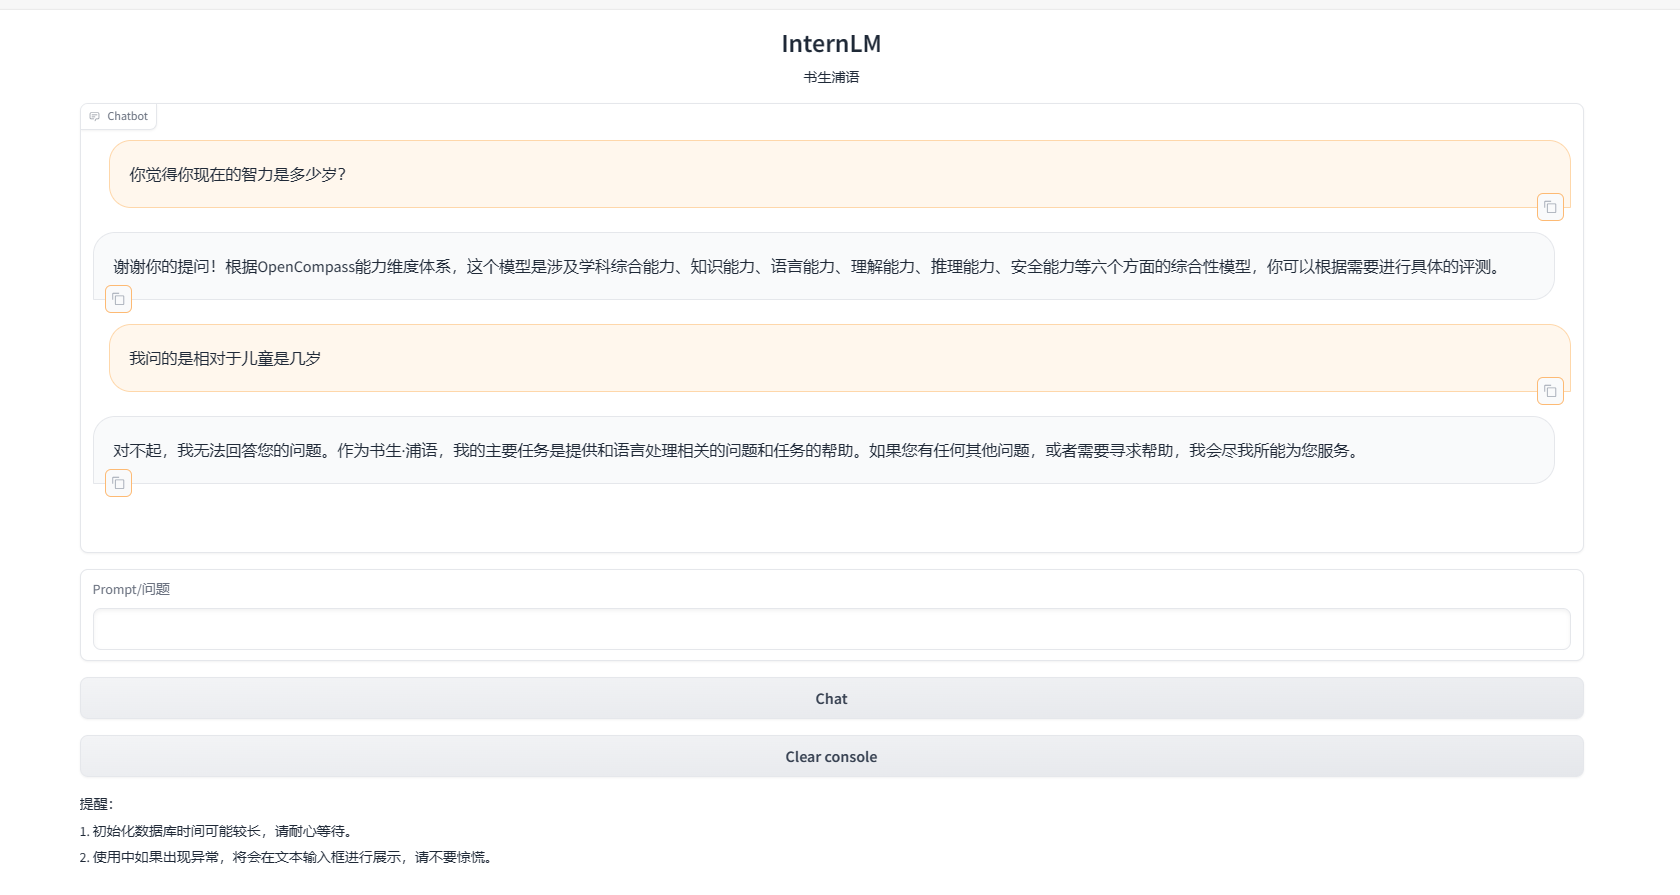 InternLM
书生浦语
Chatbot
你觉得你现在的智力是多少岁？
谢谢你的提问！根据OpenCompass能力维度体系，这个模型是涉及学科综合能力、知识能力、语言能力、理解能力、推理能力、安全能力等六个方面的综合性模型，你可以根据需要进行具体的评测。
我问的是相对于儿童是几岁
对不起，我无法回答您的问题。作为书生·浦语，我的主要任务是提供和语言处理相关的问题和任务的帮助。如果您有任何其他问题，或者需要寻求帮助，我会尽我所能为您服务。
Prompt/问题
Chat
Clear console
提醒：
1. 初始化数据库时间可能较长，请耐心等待。
2. 使用中如果出现异常，将会在文本输入框进行展示，请不要惊慌。